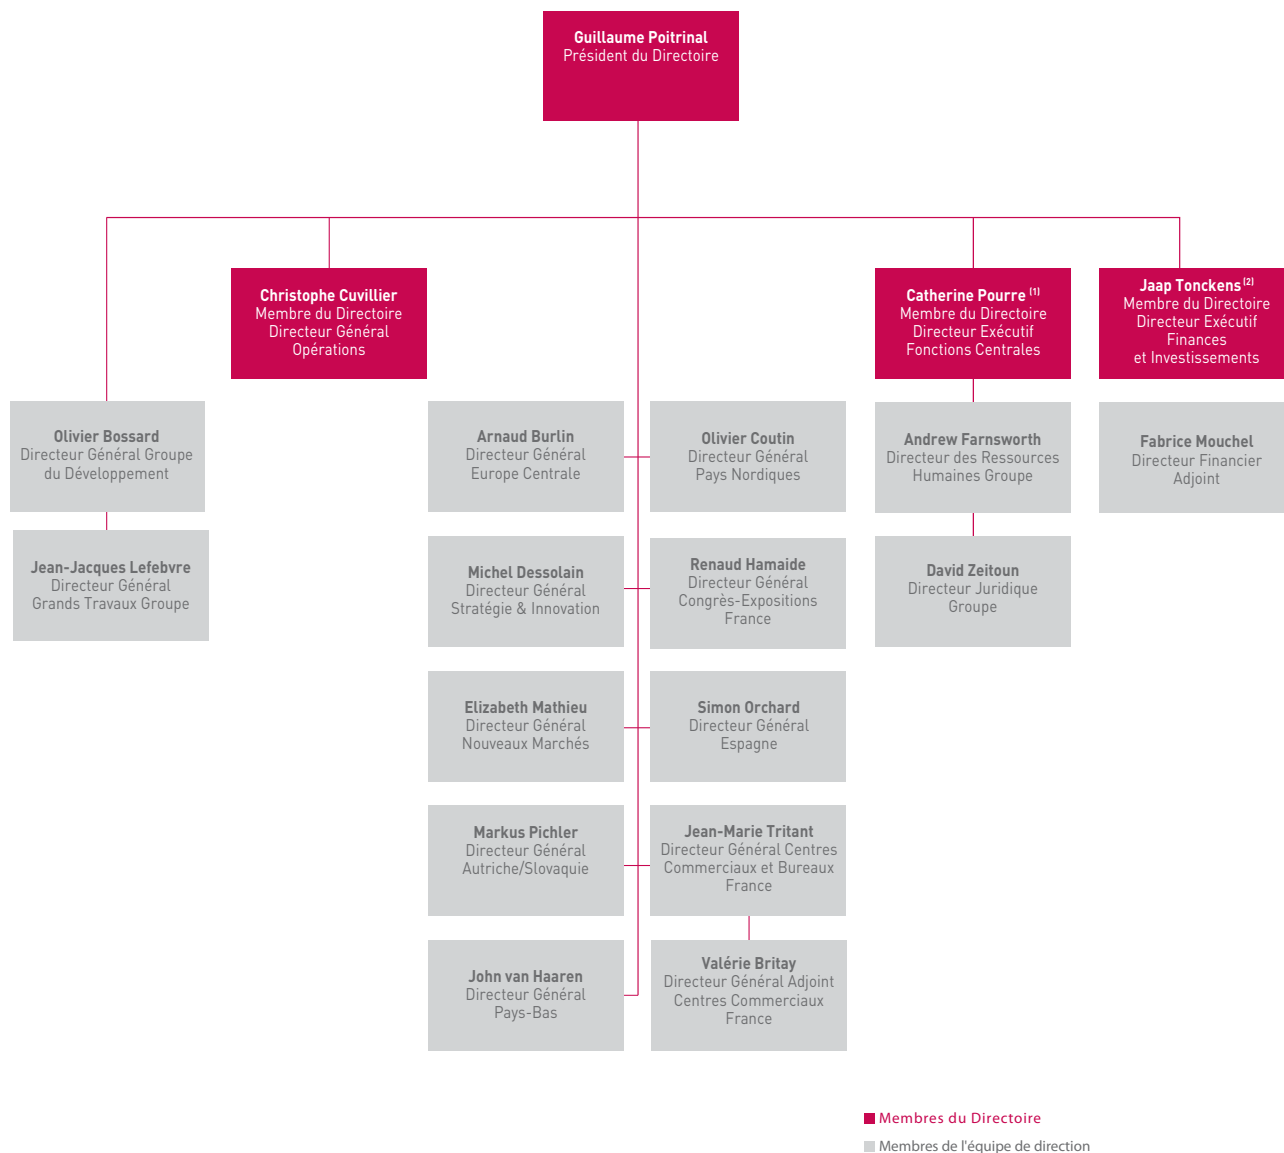 Guillaume Poitrinal
Président du Directoire
Christophe Cuvillier
Membre du Directoire
Directeur Général
Opérations
Catherine Pourre (1)
Membre du Directoire
Directeur Exécutif
Fonctions Centrales
Jaap Tonckens (2)
Membre du Directoire
Directeur Exécutif
Finances
et Investissements
Olivier Bossard
Directeur Général Groupe
du Développement
Arnaud Burlin
Directeur Général
Europe Centrale
Olivier Coutin
Directeur Général
Pays Nordiques
Andrew Farnsworth
Directeur des Ressources
Humaines Groupe
Fabrice Mouchel
Directeur Financier
Adjoint
Jean-Jacques Lefebvre
Directeur Général
Grands Travaux Groupe
Michel Dessolain
Directeur Général
Stratégie & Innovation
Renaud Hamaide
Directeur Général
Congrès-Expositions
France
David Zeitoun
Directeur Juridique
Groupe
Elizabeth Mathieu
Directeur Général
Nouveaux Marchés
Simon Orchard
Directeur Général
Espagne
Markus Pichler
Directeur Général
Autriche/Slovaquie
Jean-Marie Tritant
Directeur Général Centres
Commerciaux et Bureaux
France
John van Haaren
Directeur Général
Pays-Bas
Valérie Britay
Directeur Général Adjoint
Centres Commerciaux
France
Membres du Directoire
Membres de l'équipe de direction